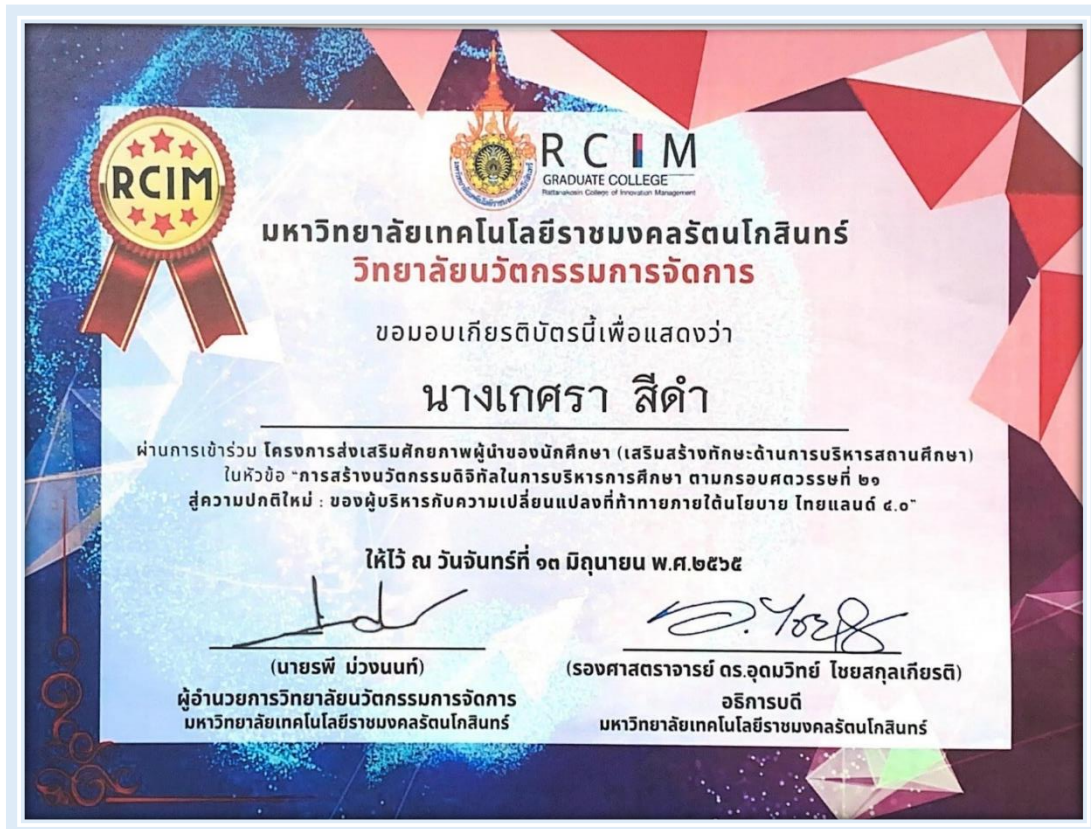 RCIM
RCIM
GRADUATE COLLEGE
Rattanakosin College of Innovation Management
มหาวิทยาลัยเทคโนโลยีราชมงคลรัตนโกสินทร์
วิทยาลัยนวัตกรรมการจัดการ
ขอมอบเกียรติบัตรนี้เพื่อแสดงว่า
นางเกศรา สีดำ
ผ่านการเข้าร่วม โครงการส่งเสริมศักยภาพผู้นำของนักศึกษา (เสริมสร้างทักษะด้านการบริหารสถานศึกษา)
ในหัวข้อ "การสร้างนวัตกรรมดิจิทัลในการบริหารการศึกษา ตามกรอบศตวรรษที่ ๒๑
สู่ความปกติใหม่ : ของผู้บริหารกับความเปลี่ยนแปลงที่ท้าทายภายใต้นโยบาย ไทยแลนด์ ๔.๐"
ให้ไว้ ณ วันจันทร์ที่ ๑๓ มิถุนายน พ.ศ.๒๕๖๕
(นายรพี ม่วงนนท์) (รองศาสตราจารย์ ดร.อุดมวิทย์ ไชยสกุลเกียรติ)
ผู้อำนวยการวิทยาลัยนวัตกรรมการจัดการ อธิการบดี
มหาวิทยาลัยเทคโนโลยีราชมงคลรัตนโกสินทร์ มหาวิทยาลัยเทคโนโลยีราชมงคลรัตนโกสินทร์